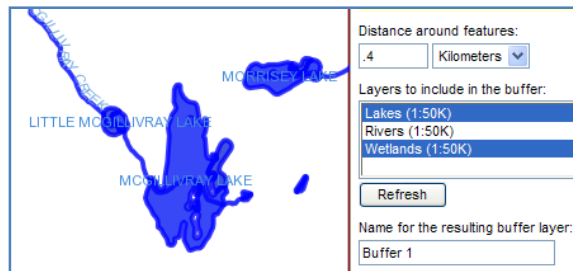 MCGILLIVRAY CREEK
MORRISEY LAKE
LITTLE MCGILLIVRAY LAKE
MCGILLIVRAY LAKE
Distance around features:
.4
Kilometers
Layers to include in the buffer:
Lakes (1:50K)
Rivers (1:50K)
Wetlands (1:50K)
Refresh
Name for the resulting buffer layer:
Buffer 1